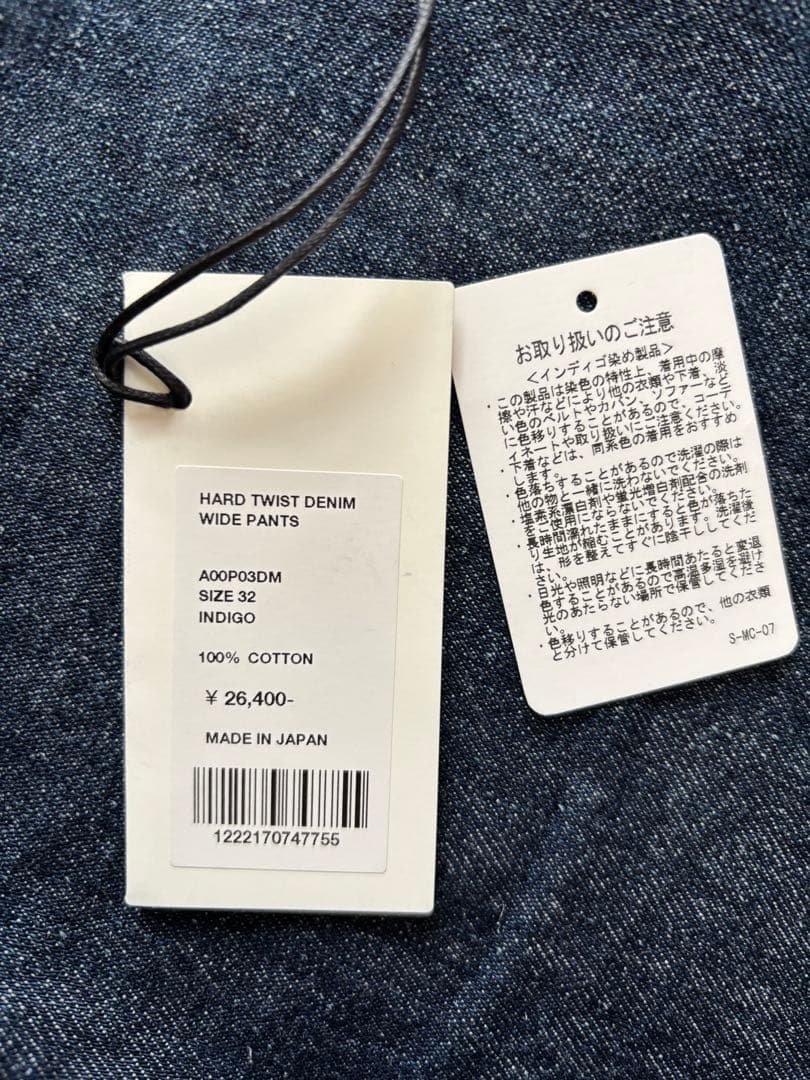 HARD TWIST DENIM
WIDE PANTS
A00P03DM
SIZE 32
INDIGO
100% COTTON
¥ 26,400-
MADE IN JAPAN
1222170747755
お取り扱いのご注意
<インディゴ染め製品>
・この製品は染色の特性上、着用中の摩
擦や汗などにより他の衣類や下着、淡
い色のベルトやカバン、ソファーなど
に色移りすることがあるので、コーデ
ィネートや取り扱いにご注意ください。
・下着などは、同系色の着用をおすすめ
します。
・色落ちすることがあるので洗濯の際は
他の物と一緒に洗わないでください。
・塩素系漂白剤や蛍光増白剤配合の洗剤
をご使用にならないでください。
・長時間濡れたままにすると色が落ちた
り生地が縮むことがあります。洗濯後
は、形を整えてすぐに陰干ししてくだ
さい。
・日光や照明などに長時間あたると変退
色することがあるので高温多湿を避け
光のあたらない場所で保管してくださ
い。
・色移りすることがあるので、他の衣類
と分けて保管してください。
S-MC-07